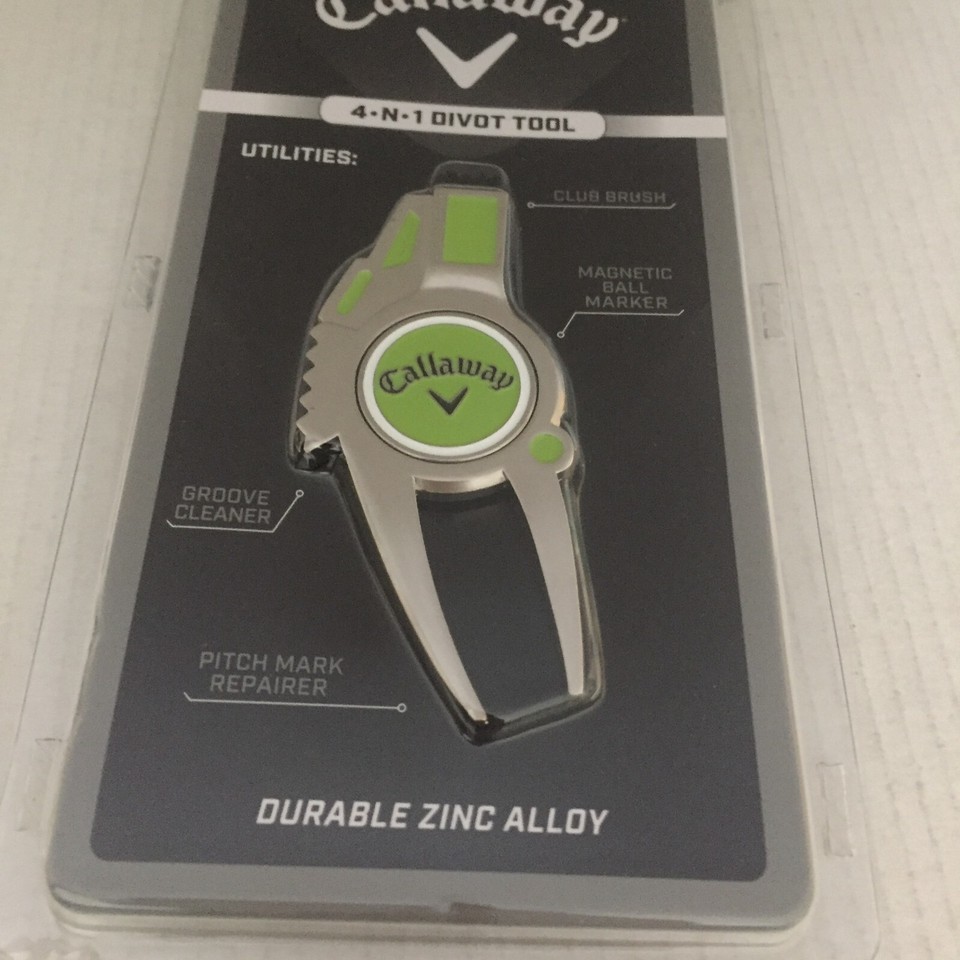 Callaway
4•N•1 DIVOT TOOL
UTILITIES:
CLUB BRUSH
MAGNETIC
BALL
MARKER
Callaway
GROOVE
CLEANER
PITCH MARK
REPAIRER
DURABLE ZINC ALLOY